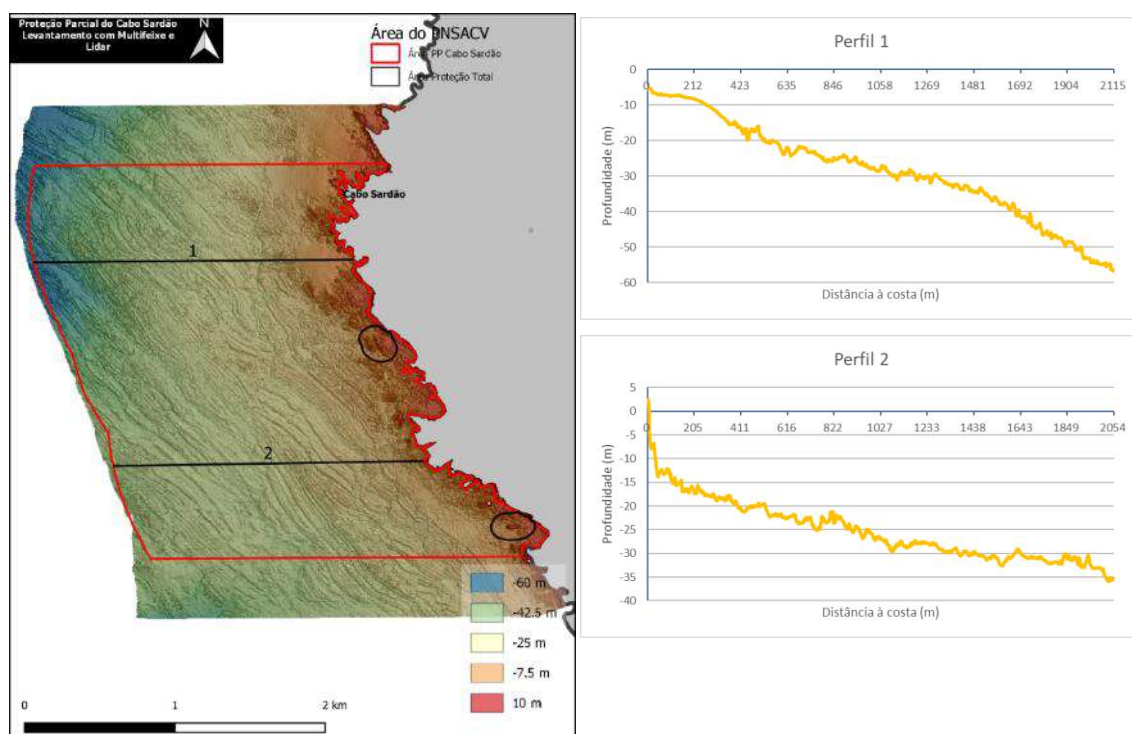 Proteção Parcial do Cabo Sardão
Levantamento com Multifeixe e
Lidar
N
Área do PNSACV
Área PP Cabo Sardão
Área Proteção Total
Cabo Sardão
1
2
-60 m
-42.5 m
-25 m
-7.5 m
10 m
0 1 2 km
Perfil 1
0
-10
-20
-30
-40
-50
-60
0 212 423 635 846 1058 1269 1481 1692 1904 2115
Profundidade (m)
Distância à costa (m)
Perfil 2
5
0
-5
-10
-15
-20
-25
-30
-35
-40
0 205 411 616 822 1027 1233 1438 1643 1849 2054
Profundidade (m)
Distância à costa (m)